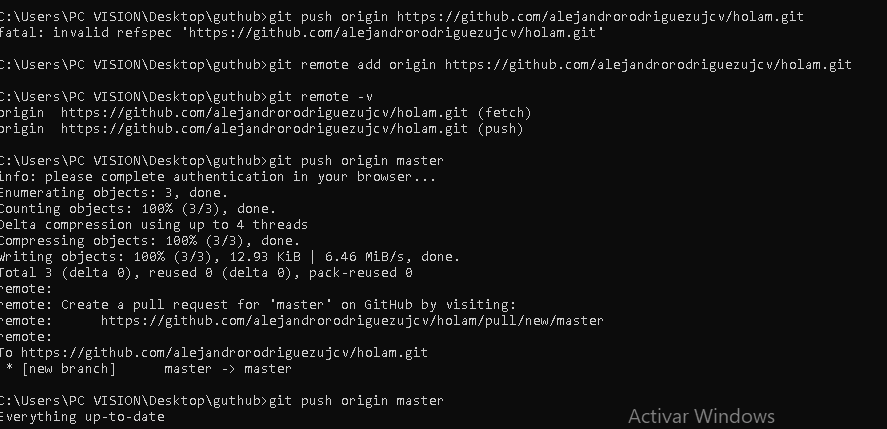 C:\Users\PC VISION\Desktop\guthub>git push origin https://github.com/alejandrorodriguezujcv/holam.git
fatal: invalid refspec 'https://github.com/alejandrorodriguezujcv/holam.git'
C:\Users\PC VISION\Desktop\guthub>git remote add origin https://github.com/alejandrorodriguezujcv/holam.git
C:\Users\PC VISION\Desktop\guthub>git remote -v
origin  https://github.com/alejandrorodriguezujcv/holam.git (fetch)
origin  https://github.com/alejandrorodriguezujcv/holam.git (push)
C:\Users\PC VISION\Desktop\guthub>git push origin master
info: please complete authentication in your browser...
Enumerating objects: 3, done.
Counting objects: 100% (3/3), done.
Delta compression using up to 4 threads
Compressing objects: 100% (3/3), done.
Writing objects: 100% (3/3), 12.93 KiB | 6.46 MiB/s, done.
Total 3 (delta 0), reused 0 (delta 0), pack-reused 0
remote:
remote: Create a pull request for 'master' on GitHub by visiting:
remote:      https://github.com/alejandrorodriguezujcv/holam/pull/new/master
remote:
To https://github.com/alejandrorodriguezujcv/holam.git
 * [new branch]      master -> master
C:\Users\PC VISION\Desktop\guthub>git push origin master
Everything up-to-date
Activar Windows